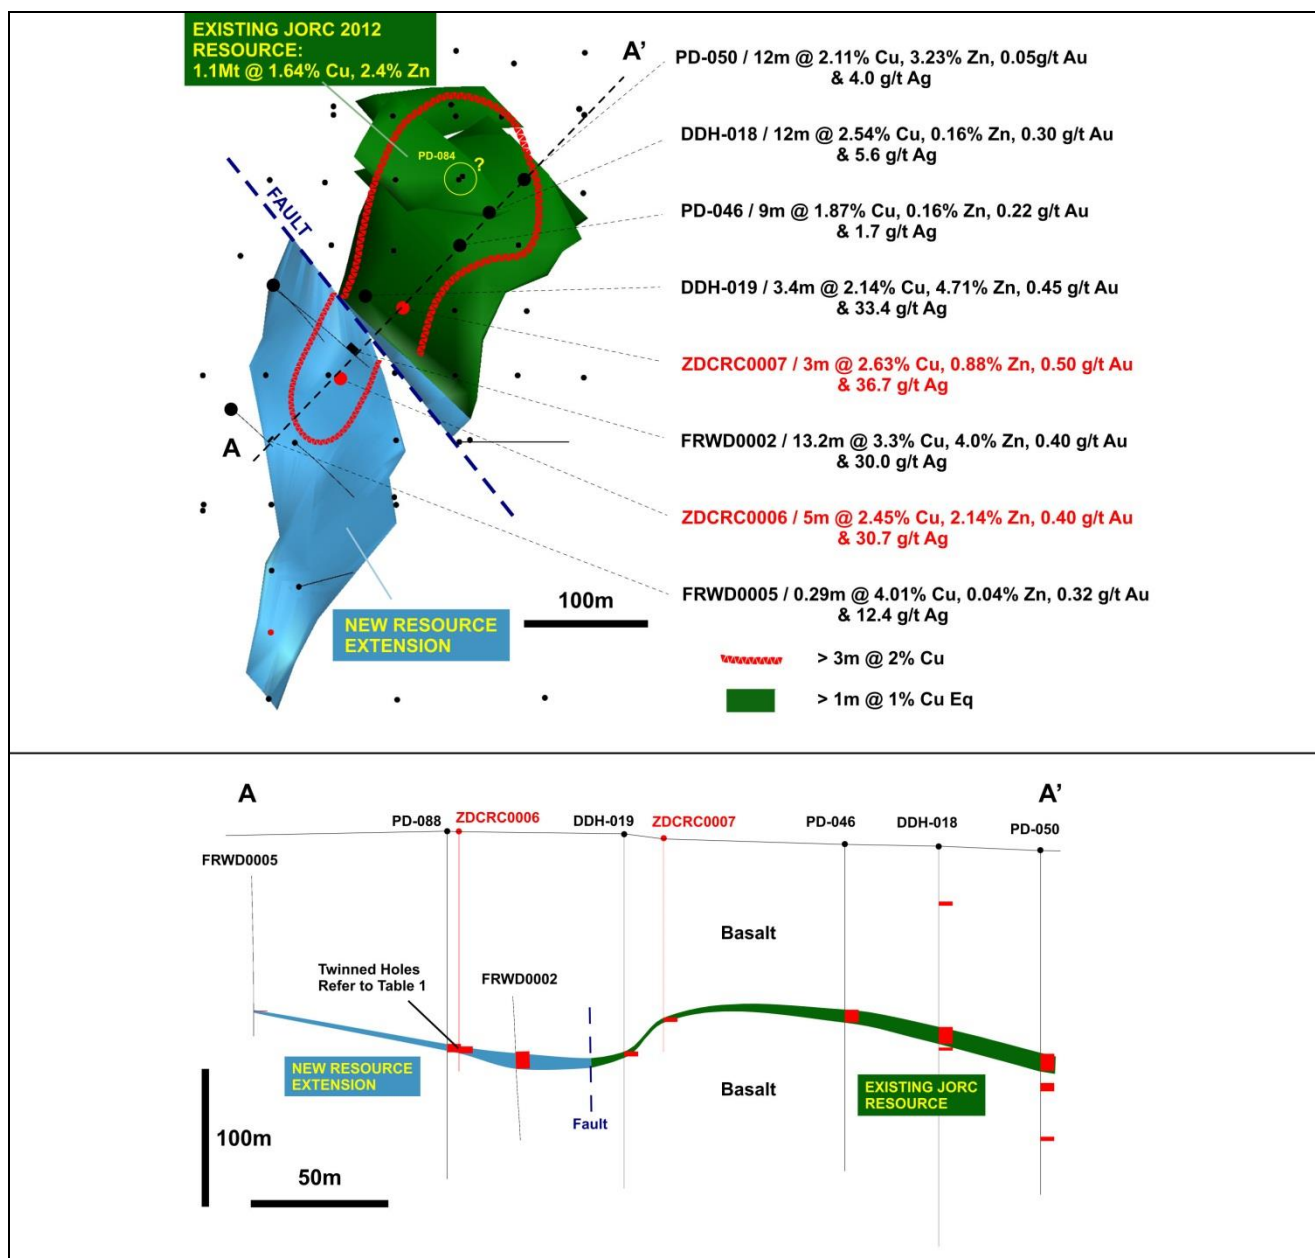 EXISTING JORC 2012
RESOURCE:
1.1Mt @ 1.64% Cu, 2.4% Zn
A'
PD-084
?
FAULT
A
NEW RESOURCE
EXTENSION
100m
PD-050 / 12m @ 2.11% Cu, 3.23% Zn, 0.05g/t Au
& 4.0 g/t Ag
DDH-018 / 12m @ 2.54% Cu, 0.16% Zn, 0.30 g/t Au
& 5.6 g/t Ag
PD-046 / 9m @ 1.87% Cu, 0.16% Zn, 0.22 g/t Au
& 1.7 g/t Ag
DDH-019 / 3.4m @ 2.14% Cu, 4.71% Zn, 0.45 g/t Au
& 33.4 g/t Ag
ZDCRC0007 / 3m @ 2.63% Cu, 0.88% Zn, 0.50 g/t Au
& 36.7 g/t Ag
FRWD0002 / 13.2m @ 3.3% Cu, 4.0% Zn, 0.40 g/t Au
& 30.0 g/t Ag
ZDCRC0006 / 5m @ 2.45% Cu, 2.14% Zn, 0.40 g/t Au
& 30.7 g/t Ag
FRWD0005 / 0.29m @ 4.01% Cu, 0.04% Zn, 0.32 g/t Au
& 12.4 g/t Ag
> 3m @ 2% Cu
> 1m @ 1% Cu Eq
A
A'
PD-088
ZDCRC0006
DDH-019
ZDCRC0007
PD-046
DDH-018
PD-050
FRWD0005
Basalt
Twinned Holes
Refer to Table 1
FRWD0002
NEW RESOURCE
EXTENSION
Fault
Basalt
EXISTING JORC
RESOURCE
100m
50m